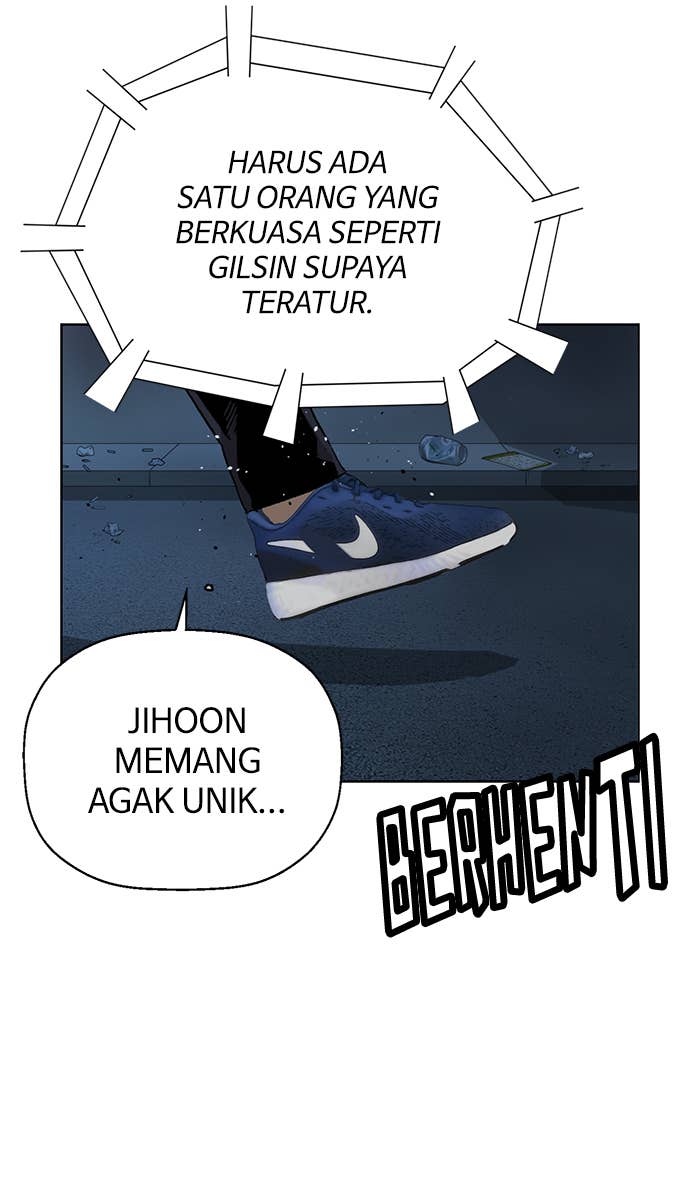 HARUS ADA
SATU ORANG YANG
BERKUASA SEPERTI
GILSIN SUPAYA
TERATUR.
JIHOON
MEMANG
AGAK UNIK...
BERHENTI